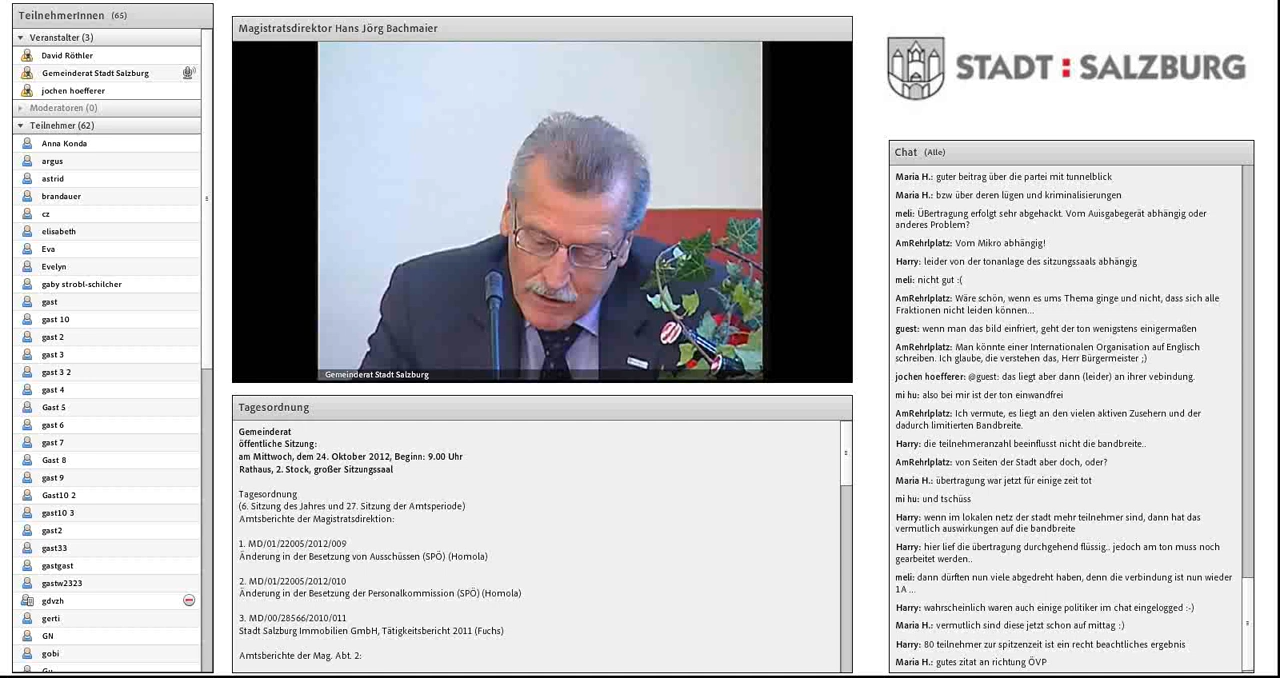 TeilnehmerInnen (65)
Veranstalter (3)
David Röthler
Gemeinderat Stadt Salzburg
jochen hoefferer
Moderatoren (0)
Teilnehmer (62)
Anna Konda
argus
astrid
brandauer
cz
elisabeth
Eva
Evelyn
gaby strobl-schilcher
gast
gast 10
gast 2
gast 3
gast 3 2
gast 4
Gast 5
gast 6
gast 7
Gast 8
gast 9
Gast10 2
gast10 3
gast2
gast33
gastgast
gastw2323
gdvzh
gerti
GN
gobi
Magistratsdirektor Hans Jörg Bachmaier
Gemeinderat Stadt Salzburg
Tagesordnung
Gemeinderat
öffentliche Sitzung:
am Mittwoch, dem 24. Oktober 2012, Beginn: 9.00 Uhr
Rathaus, 2. Stock, großer Sitzungssaal
Tagesordnung
(6. Sitzung des Jahres und 27. Sitzung der Amtsperiode)
Amtsberichte der Magistratsdirektion:
1. MD/01/22005/2012/009
Änderung in der Besetzung von Ausschüssen (SPÖ) (Homola)
2. MD/01/22005/2012/010
Änderung in der Besetzung der Personalkommission (SPÖ) (Homola)
3. MD/00/28566/2010/011
Stadt Salzburg Immobilien GmbH, Tätigkeitsbericht 2011 (Fuchs)
Amtsberichte der Mag. Abt. 2:
STADT : SALZBURG
Chat (Alle)
Maria H.: guter beitrag über die partei mit tunnelblick
Maria H.: bzw über deren lügen und kriminalisierungen
meli: ÜBertragung erfolgt sehr abgehackt. Vom Auisgabegerät abhängig oder
anderes Problem?
AmRehrlplatz: Vom Mikro abhängig!
Harry: leider von der tonanlage des sitzungssaals abhängig
meli: nicht gut :(
AmRehrlplatz: Wäre schön, wenn es ums Thema ginge und nicht, dass sich alle
Fraktionen nicht leiden können...
guest: wenn man das bild einfriert, geht der ton wenigstens einigermaßen
AmRehrlplatz: Man könnte einer Internationalen Organisation auf Englisch
schreiben. Ich glaube, die verstehen das, Herr Bürgermeister ;)
jochen hoefferer: @guest: das liegt aber dann (leider) an ihrer vebindung.
mi hu: also bei mir ist der ton einwandfrei
AmRehrlplatz: Ich vermute, es liegt an den vielen aktiven Zusehern und der
dadurch limitierten Bandbreite.
Harry: die teilnehmeranzahl beeinflusst nicht die bandbreite..
AmRehrlplatz: von Seiten der Stadt aber doch, oder?
Maria H.: übertragung war jetzt für einige zeit tot
mi hu: und tschüss
Harry: wenn im lokalen netz der stadt mehr teilnehmer sind, dann hat das
vermutlich auswirkungen auf die bandbreite
Harry: hier lief die übertragung durchgehend flüssig.. jedoch am ton muss noch
gearbeitet werden..
meli: dann dürften nun viele abgedreht haben, denn die verbindung ist nun wieder
1A ...
Harry: wahrscheinlich waren auch einige politiker im chat eingelogged :-)
Maria H.: vermutlich sind diese jetzt schon auf mittag :)
Harry: 80 teilnehmer zur spitzenzeit ist ein recht beachtliches ergebnis
Maria H.: gutes zitat an richtung ÖVP